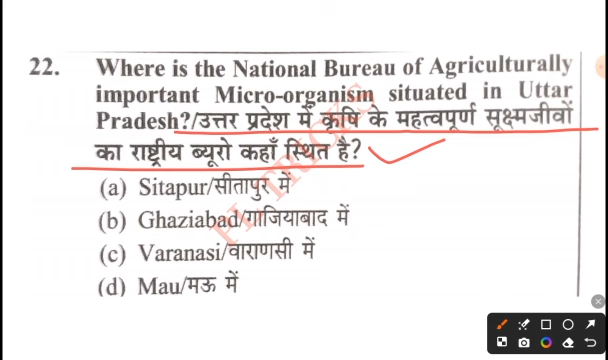 22. Where is the National Bureau of Agriculturally
important Micro-organism situated in Uttar
Pradesh?/उत्तर प्रदेश में कृषि के महत्वपूर्ण सूक्ष्मजीवों
का राष्ट्रीय ब्यूरो कहाँ स्थित है?
(a) Sitapur/सीतापुर में
(b) Ghaziabad/गाजियाबाद में
(c) Varanasi/वाराणसी में
(d) Mau/मऊ में